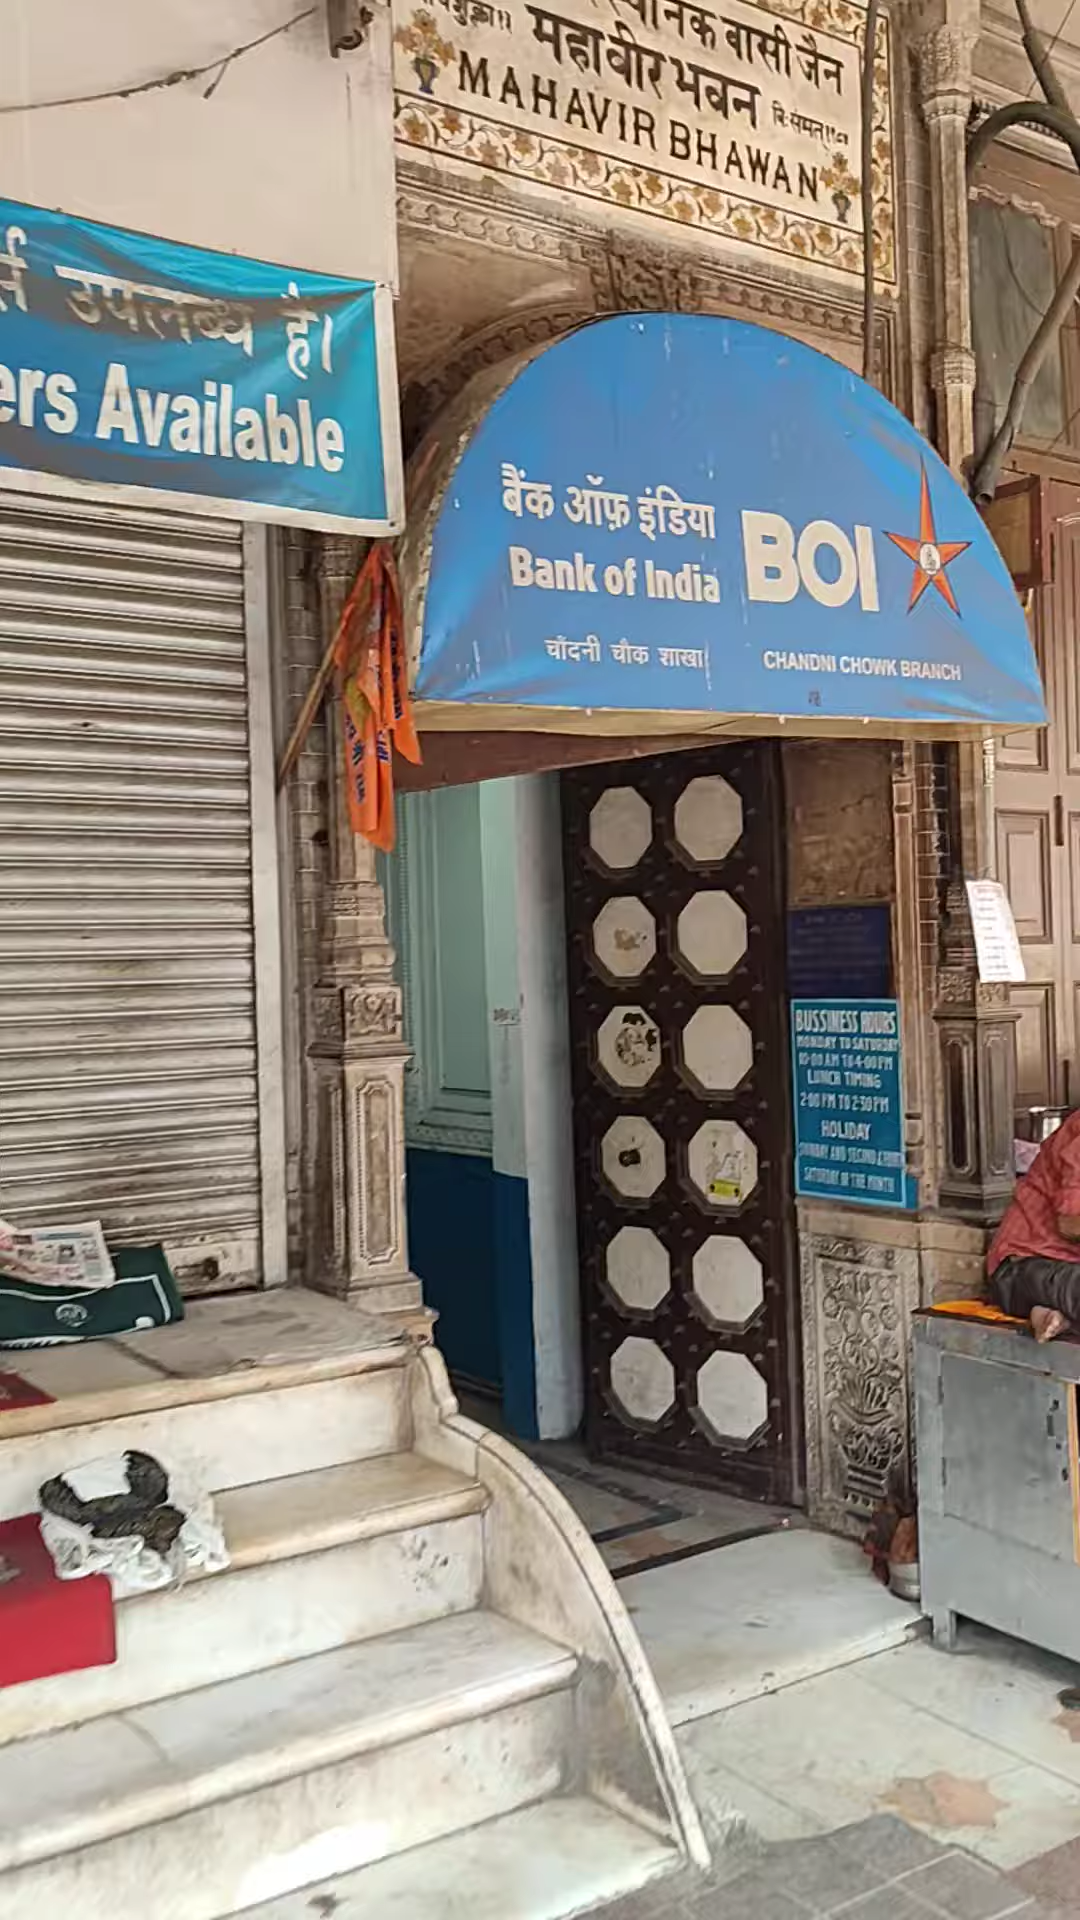 वासी जैन
महावीर भवन
MAHAVIR BHAWAN
उपलब्ध है।
ers Available
बैंक ऑफ़ इंडिया
Bank of India
BOI
चाँदनी चौक शाखा
CHANDNI CHOWK BRANCH
BUSSINESS HOURS
MONDAY TO SATURDAY
10:00 AM TO 4:00 PM
LUNCH TIMING
2:00 PM TO 2:30 PM
HOLIDAY
SUNDAY AND SECOND &
SATURDAY OF THE MONTH